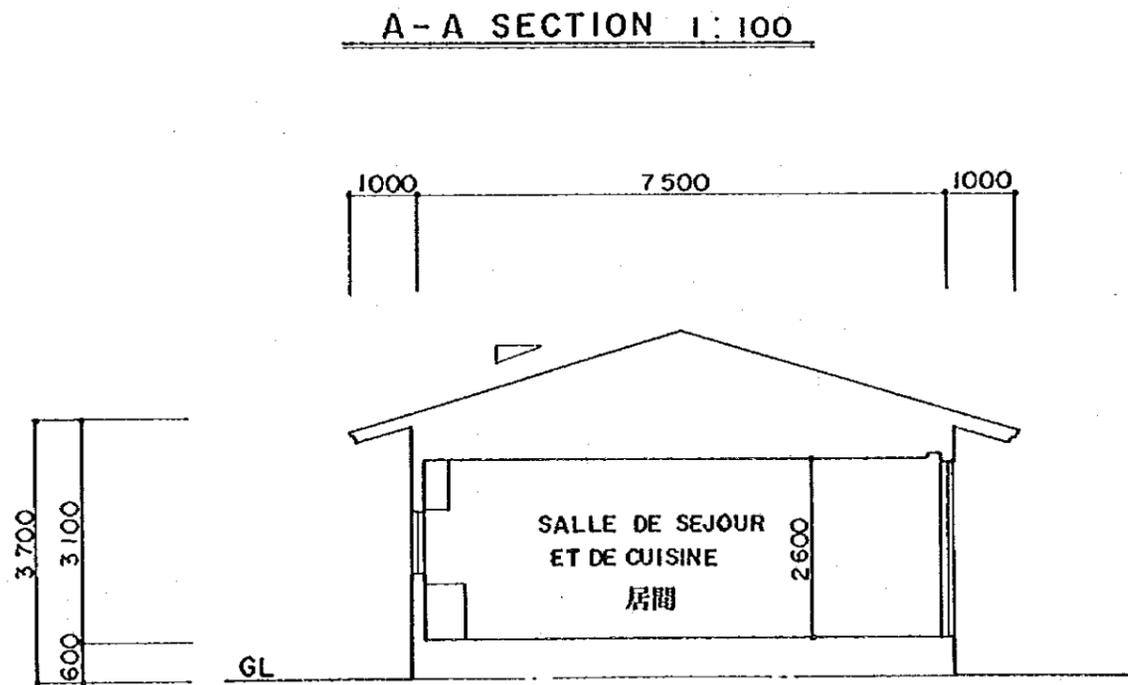 A-A SECTION 1:100
1000 7500 1000
3700
3100
600
SALLE DE SEJOUR
ET DE CUISINE
居間
2600
GL